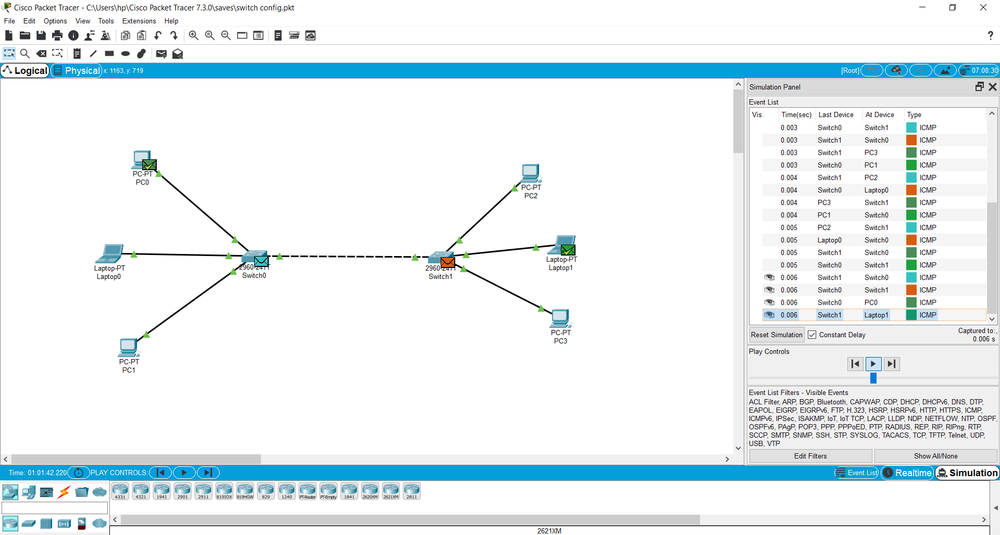 Cisco Packet Tracer - C:\Users\hp\Cisco Packet Tracer 7.3.0\saves\switch config.pkt
File Edit Options View Tools Extensions Help
?
Logical Physical x: 1163, y: 719 [Root] 07:08:30
Simulation Panel
Event List
Vis. Time(sec) Last Device At Device Type
0.003 Switch0 Switch1 ICMP
0.003 Switch1 Switch0 ICMP
0.003 Switch1 PC3 ICMP
0.003 Switch0 PC1 ICMP
0.004 Switch1 PC2 ICMP
0.004 Switch0 Laptop0 ICMP
0.004 PC3 Switch1 ICMP
0.004 PC1 Switch0 ICMP
0.005 PC2 Switch1 ICMP
0.005 Laptop0 Switch0 ICMP
0.005 Switch1 Switch0 ICMP
0.005 Switch0 Switch1 ICMP
0.006 Switch1 Switch0 ICMP
0.006 Switch0 Switch1 ICMP
0.006 Switch0 PC0 ICMP
0.006 Switch1 Laptop1 ICMP
Reset Simulation Constant Delay Captured to:
0.006 s
Play Controls
Event List Filters - Visible Events
ACL Filter, ARP, BGP, Bluetooth, CAPWAP, CDP, DHCP, DHCPv6, DNS, DTP,
EAPOL, EIGRP, EIGRPv6, FTP, H.323, HSRP, HSRPv6, HTTP, HTTPS, ICMP,
ICMPv6, IPSec, ISAKMP, IoT, IoT TCP, LACP, LLDP, NDP, NETFLOW, NTP, OSPF,
OSPFv6, PAgP, POP3, PPP, PPPoED, PTP, RADIUS, REP, RIP, RIPng, RTP,
SCCP, SMTP, SNMP, SSH, STP, SYSLOG, TACACS, TCP, TFTP, Telnet, UDP,
USB, VTP
Edit Filters Show All/None
PC-PT
PC0
PC-PT
PC2
Laptop-PT
Laptop0
2960-24TT
Switch0
2960-24TT
Switch1
Laptop-PT
Laptop1
PC-PT
PC3
PC-PT
PC1
Time: 01:01:42.220 PLAY CONTROLS: Event List Realtime Simulation
4331 4321 1941 2901 2911 819IOX 819HGW 829 1240 PT-Router PT-Empty 1841 2620XM 2621XM 2811
2621XM